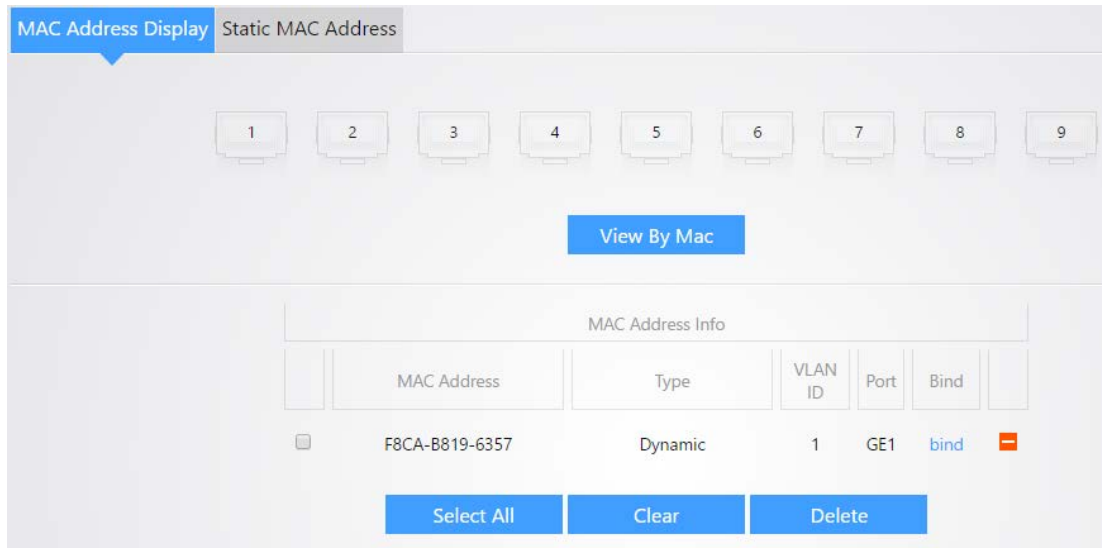 MAC Address Display Static MAC Address
1 2 3 4 5 6 7 8 9
View By Mac
MAC Address Info
MAC Address Type VLAN ID Port Bind
F8CA-B819-6357 Dynamic 1 GE1 bind
Select All Clear Delete